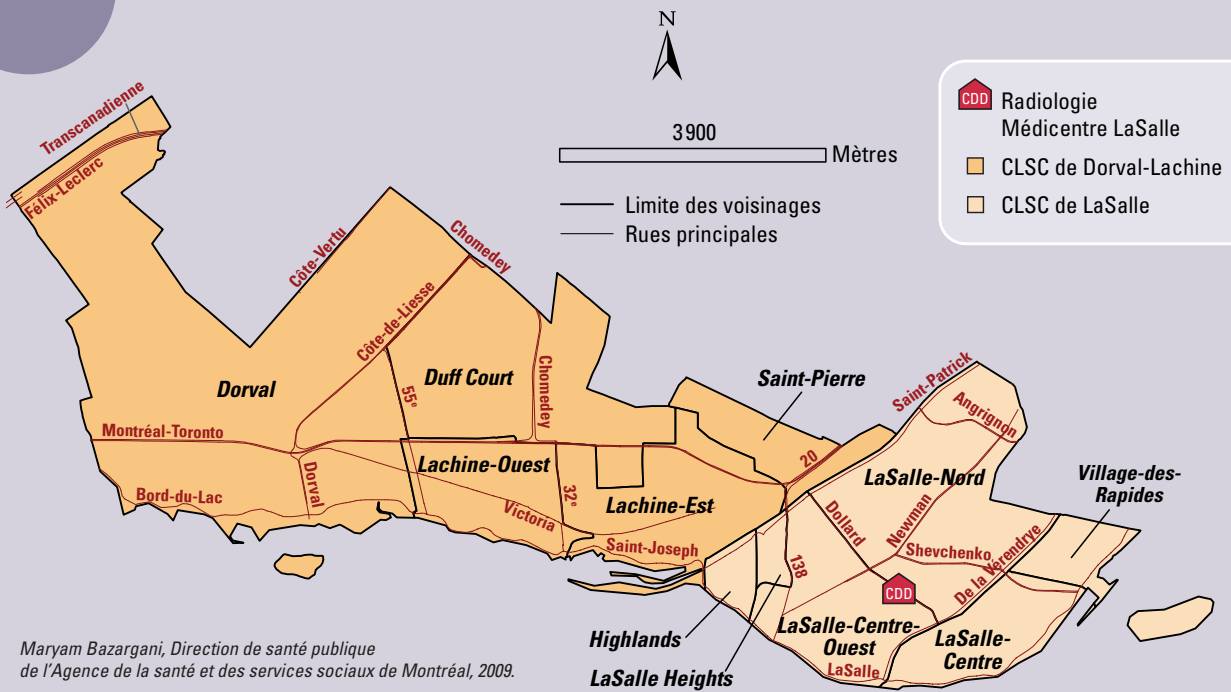 N
3 900
Mètres
Limite des voisinages
Rues principales
CDD Radiologie
Médicentre LaSalle
CLSC de Dorval-Lachine
CLSC de LaSalle
Transcanadienne
Félix-Leclerc
Côte-Vertu
Chomedey
Côte-de-Liesse
Dorval
Duff Court
55e
Chomedey
Saint-Pierre
Saint-Patrick
Angrignon
Montréal-Toronto
Lachine-Ouest
20
LaSalle-Nord
Village-des-
Rapides
Bord-du-Lac
Dorval
Victoria
32e
Lachine-Est
Saint-Joseph
Dollard
Newman
Shevchenko
De la Vérendrye
138
CDD
Highlands
LaSalle Heights
LaSalle-Centre-
Ouest
LaSalle
LaSalle-
Centre
Maryam Bazargani, Direction de santé publique
de l'Agence de la santé et des services sociaux de Montréal, 2009.